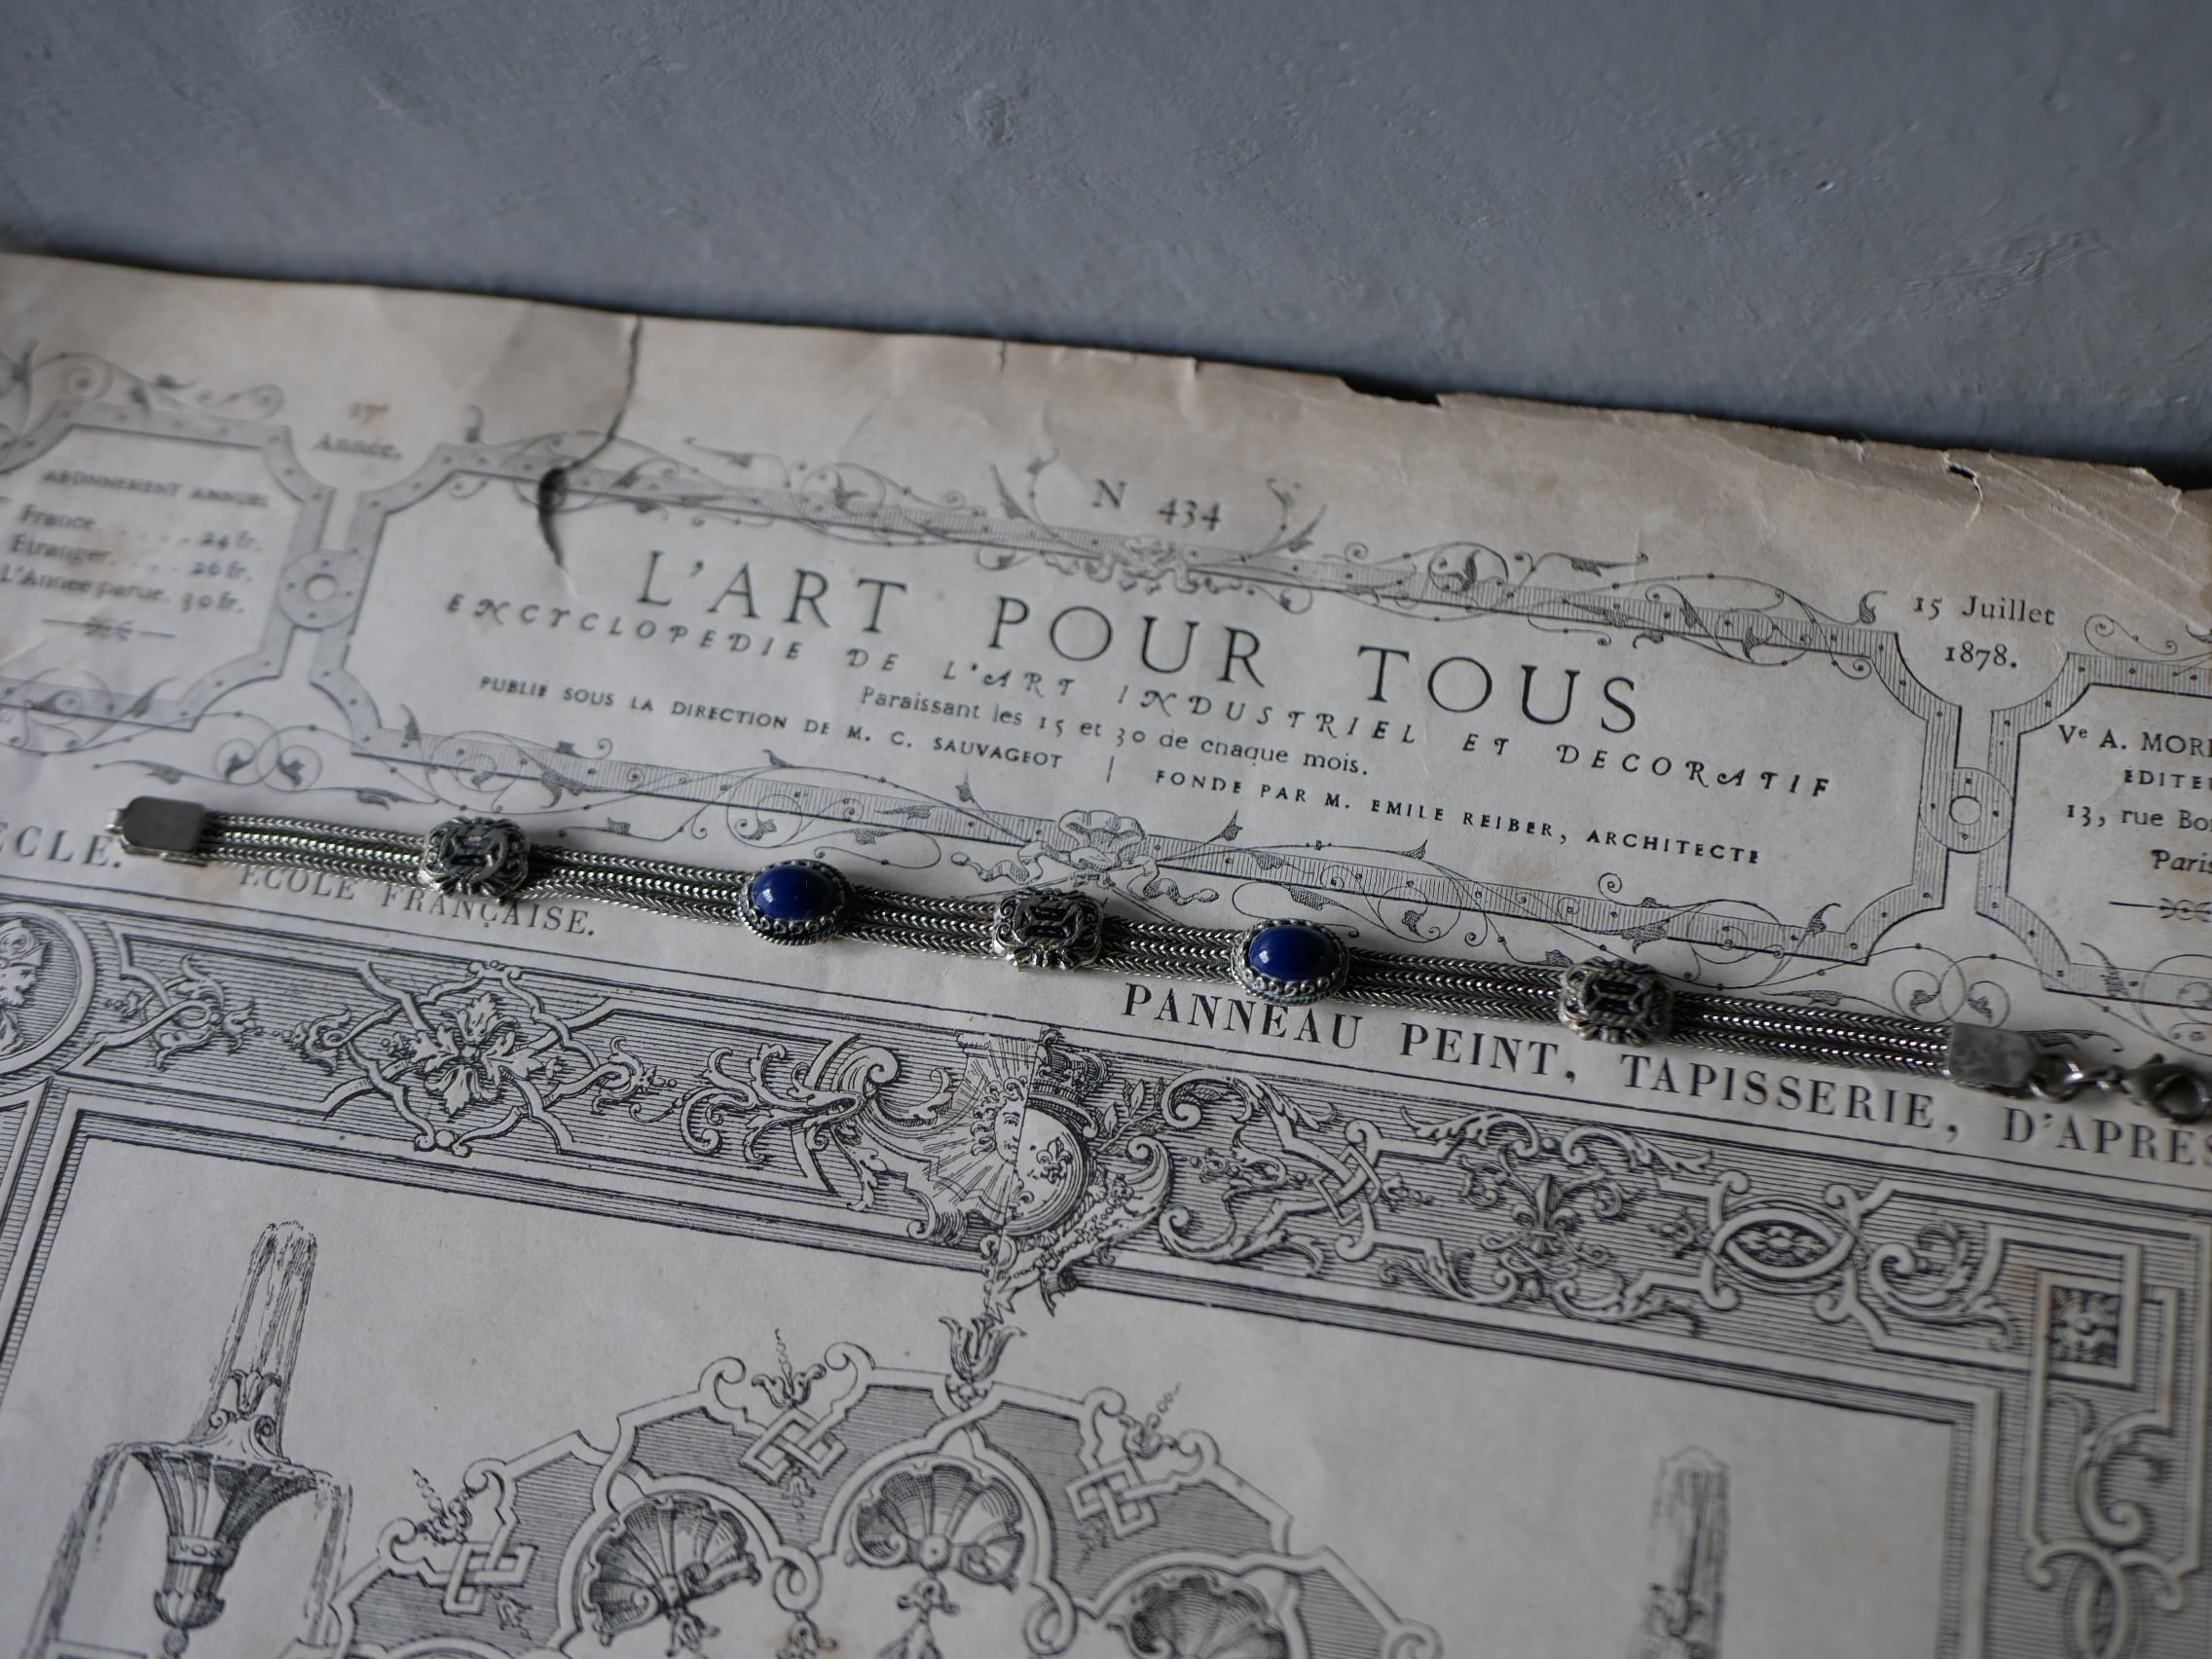 17e
Année.
ABONNEMENT ANNUEL
France. . . . . . 24 fr.
Etranger. . . . . 26 fr.
L'Année parue. 30 fr.
N 434
L'ART POUR TOUS
ENCYCLOPEDIE DE L'ART INDUSTRIEL ET DECORATIF
Paraissant les 15 et 30 de chaque mois.
PUBLIE SOUS LA DIRECTION DE M. C. SAUVAGEOT | FONDE PAR M. EMILE REIBER, ARCHITECTE
15 Juillet
1878.
Ve A. MOR
EDITE
13, rue Bo
Paris
ECLE.
ECOLE FRANÇAISE.
PANNEAU PEINT, TAPISSERIE, D'APRES